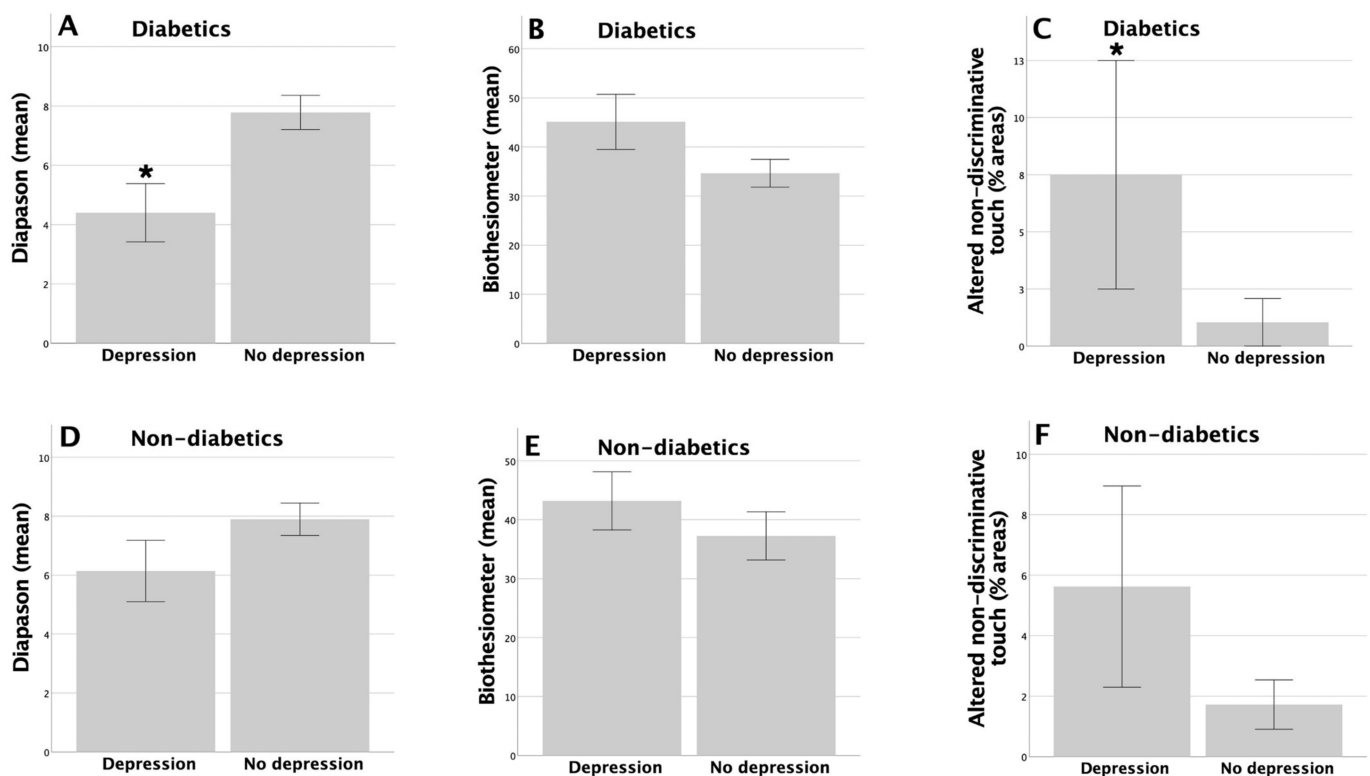 A Diabetics
Diapason (mean)
10
8
6
4
2
0
*
Depression No depression
B Diabetics
Biothesiometer (mean)
60
50
40
30
20
10
0
Depression No depression
C Diabetics
Altered non-discriminative
touch (% areas)
13
10
8
5
3
0
*
Depression No depression
D Non-diabetics
Diapason (mean)
10
8
6
4
2
0
Depression No depression
E Non-diabetics
Biothesiometer (mean)
50
40
30
20
10
0
Depression No depression
F Non-diabetics
Altered non-discriminative
touch (% areas)
10
8
6
4
2
0
Depression No depression